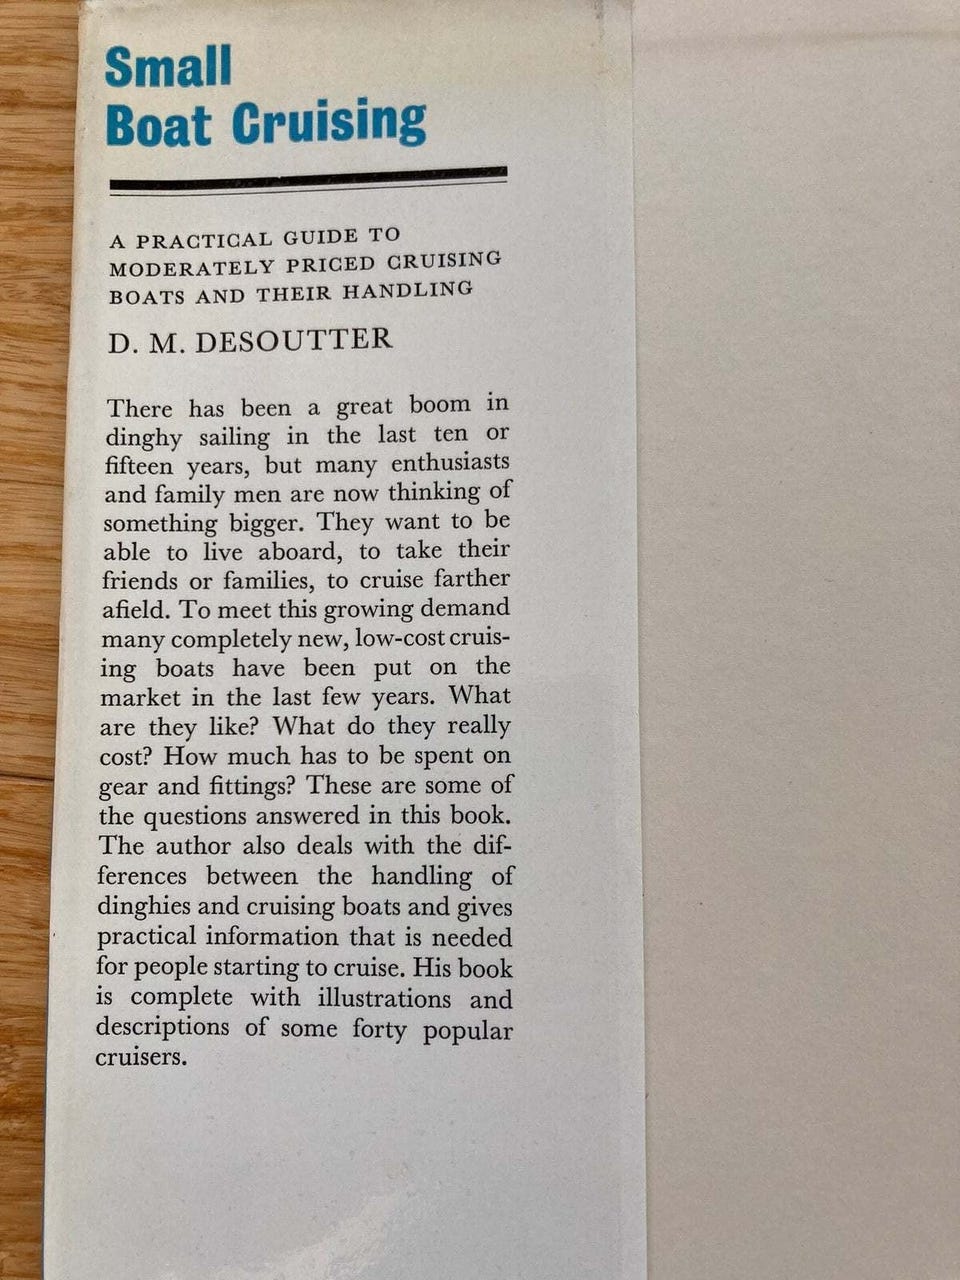 Small
Boat Cruising
A PRACTICAL GUIDE TO
MODERATELY PRICED CRUISING
BOATS AND THEIR HANDLING
D. M. DESOUTTER
There has been a great boom in
dinghy sailing in the last ten or
fifteen years, but many enthusiasts
and family men are now thinking of
something bigger. They want to be
able to live aboard, to take their
friends or families, to cruise farther
afield. To meet this growing demand
many completely new, low-cost cruis-
ing boats have been put on the
market in the last few years. What
are they like? What do they really
cost? How much has to be spent on
gear and fittings? These are some of
the questions answered in this book.
The author also deals with the dif-
ferences between the handling of
dinghies and cruising boats and gives
practical information that is needed
for people starting to cruise. His book
is complete with illustrations and
descriptions of some forty popular
cruisers.